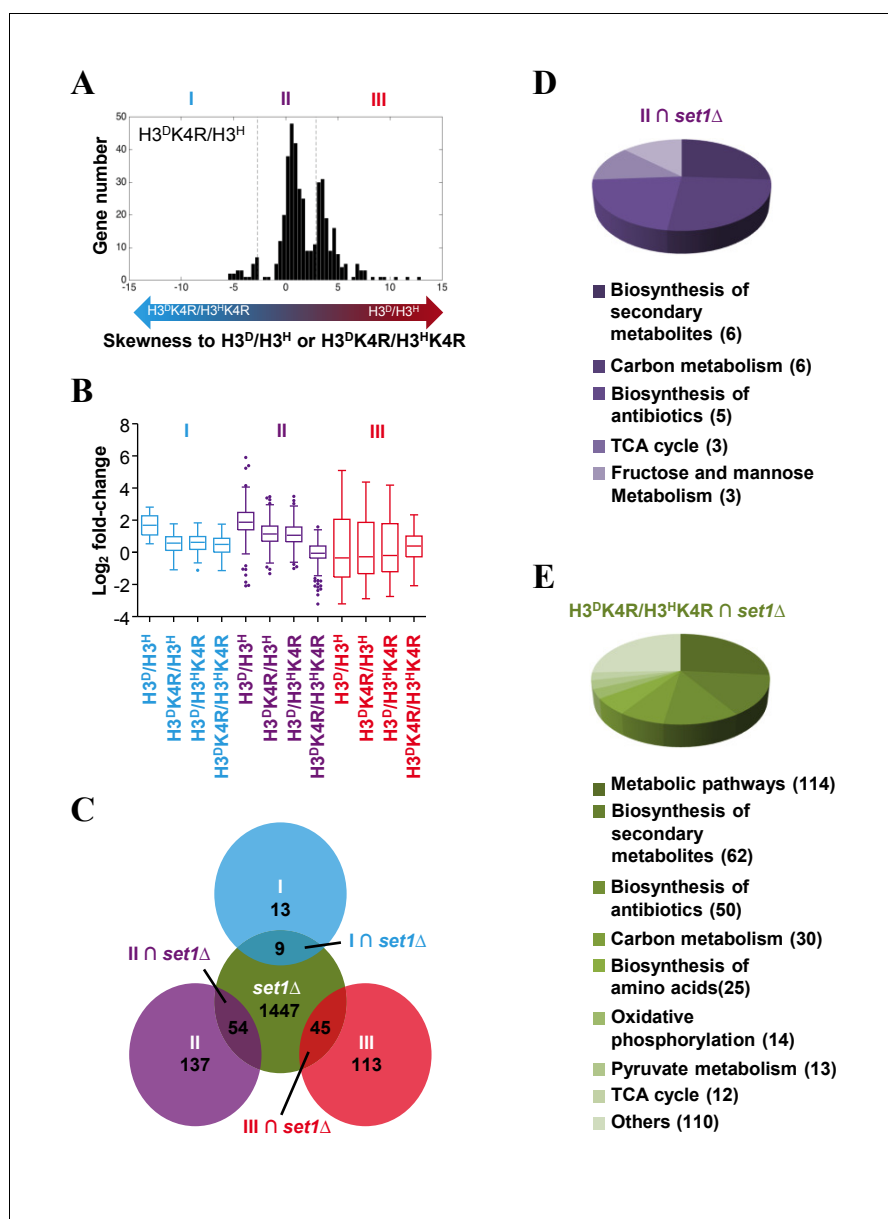 A
I II III
H3ᴰK4R/H3ᴴ
Gene number
50
40
30
20
10
0
-15 -10 -5 0 5 10 15
H3ᴰK4R/H3ᴴK4R H3ᴰ/H3ᴴ
Skewness to H3ᴰ/H3ᴴ or H3ᴰK4R/H3ᴴK4R
B
I II III
Log₂ fold-change
8
6
4
2
0
-2
-4
H3ᴰ/H3ᴴ
H3ᴰK4R/H3ᴴ
H3ᴰ/H3ᴴK4R
H3ᴰK4R/H3ᴴK4R
H3ᴰ/H3ᴴ
H3ᴰK4R/H3ᴴ
H3ᴰ/H3ᴴK4R
H3ᴰK4R/H3ᴴK4R
H3ᴰ/H3ᴴ
H3ᴰK4R/H3ᴴ
H3ᴰ/H3ᴴK4R
H3ᴰK4R/H3ᴴK4R
C
I
13
9
I ∩ set1Δ
II ∩ set1Δ
set1Δ
1447
54
45
II
137
III
113
III ∩ set1Δ
D
II ∩ set1Δ
Biosynthesis of
secondary
metabolites (6)
Carbon metabolism (6)
Biosynthesis of
antibiotics (5)
TCA cycle (3)
Fructose and mannose
Metabolism (3)
E
H3ᴰK4R/H3ᴴK4R ∩ set1Δ
Metabolic pathways (114)
Biosynthesis of
secondary
metabolites (62)
Biosynthesis of
antibiotics (50)
Carbon metabolism (30)
Biosynthesis of
amino acids(25)
Oxidative
phosphorylation (14)
Pyruvate metabolism (13)
TCA cycle (12)
Others (110)